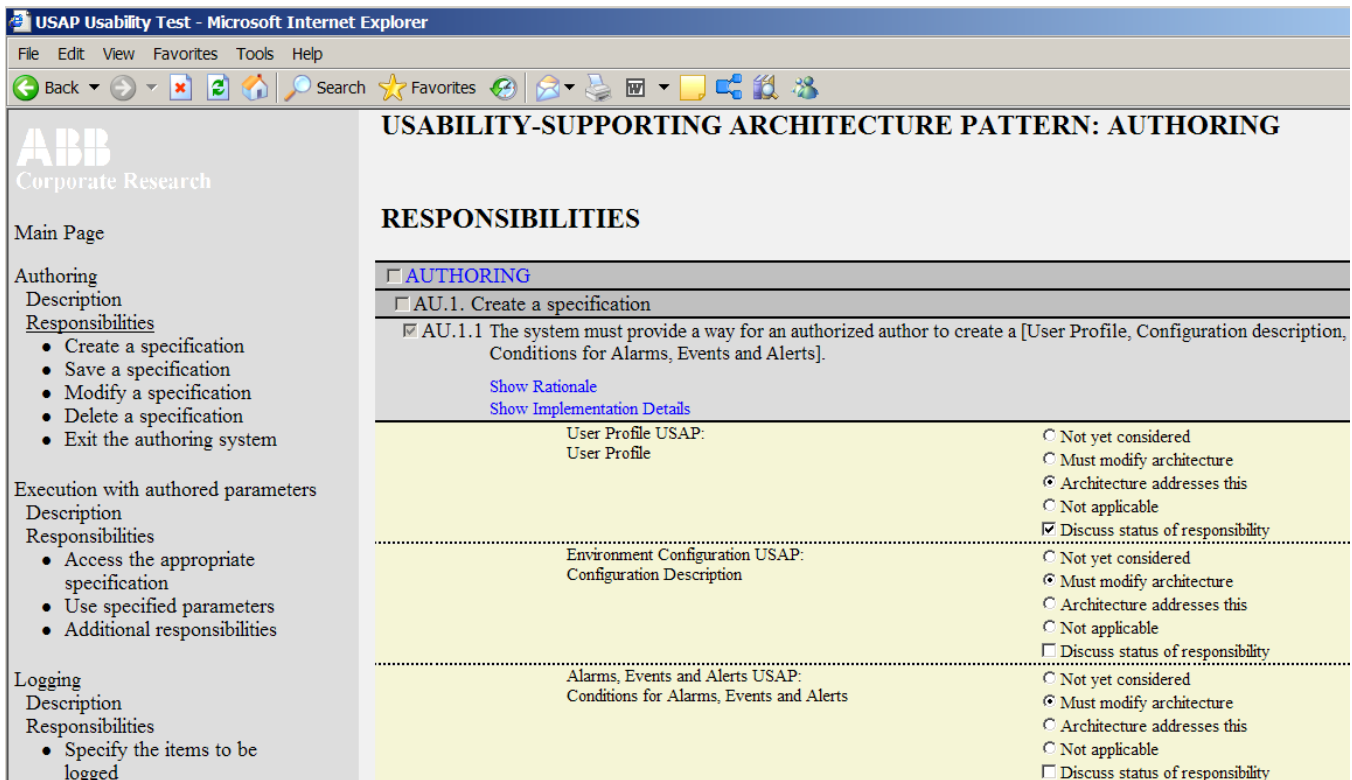 USAP Usability Test - Microsoft Internet Explorer
File Edit View Favorites Tools Help
Back Search Favorites
ABB
Corporate Research
Main Page
Authoring
Description
Responsibilities
• Create a specification
• Save a specification
• Modify a specification
• Delete a specification
• Exit the authoring system
Execution with authored parameters
Description
Responsibilities
• Access the appropriate
specification
• Use specified parameters
• Additional responsibilities
Logging
Description
Responsibilities
• Specify the items to be
logged
USABILITY-SUPPORTING ARCHITECTURE PATTERN: AUTHORING
RESPONSIBILITIES
AUTHORING
AU.1. Create a specification
AU.1.1 The system must provide a way for an authorized author to create a [User Profile, Configuration description,
Conditions for Alarms, Events and Alerts].
Show Rationale
Show Implementation Details
User Profile USAP:
User Profile
Not yet considered
Must modify architecture
Architecture addresses this
Not applicable
Discuss status of responsibility
Environment Configuration USAP:
Configuration Description
Not yet considered
Must modify architecture
Architecture addresses this
Not applicable
Discuss status of responsibility
Alarms, Events and Alerts USAP:
Conditions for Alarms, Events and Alerts
Not yet considered
Must modify architecture
Architecture addresses this
Not applicable
Discuss status of responsibility